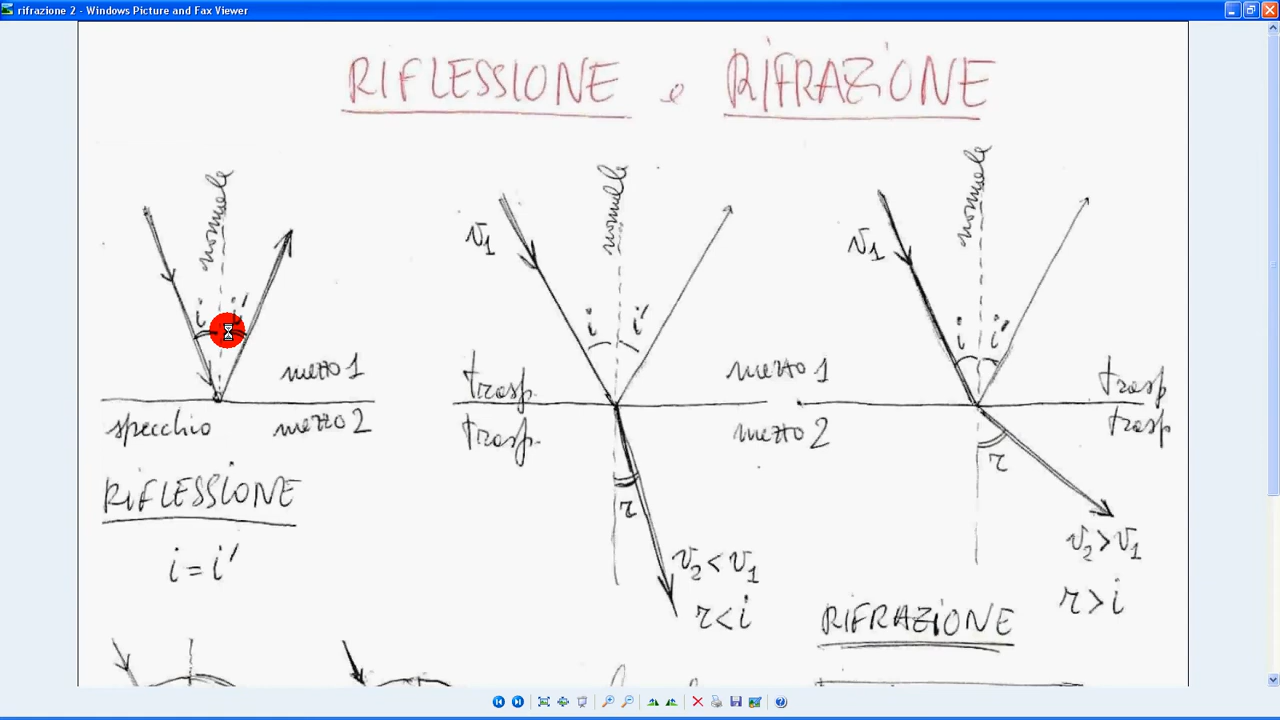 rifrazione 2 - Windows Picture and Fax Viewer
RIFLESSIONE e RIFRAZIONE
normale
i i'
mezzo 1
specchio mezzo 2
RIFLESSIONE
i = i'
normale
v1
i i'
trasp. mezzo 1
trasp. mezzo 2
r
v2 < v1
r < i
normale
v1
i i'
trasp
trasp
r
v2 > v1
r > i
RIFRAZIONE